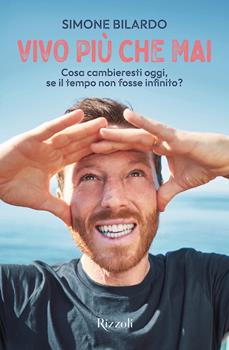 SIMONE BILARDO
VIVO PIÙ CHE MAI
Cosa cambieresti oggi,
se il tempo non fosse infinito?
Rizzoli